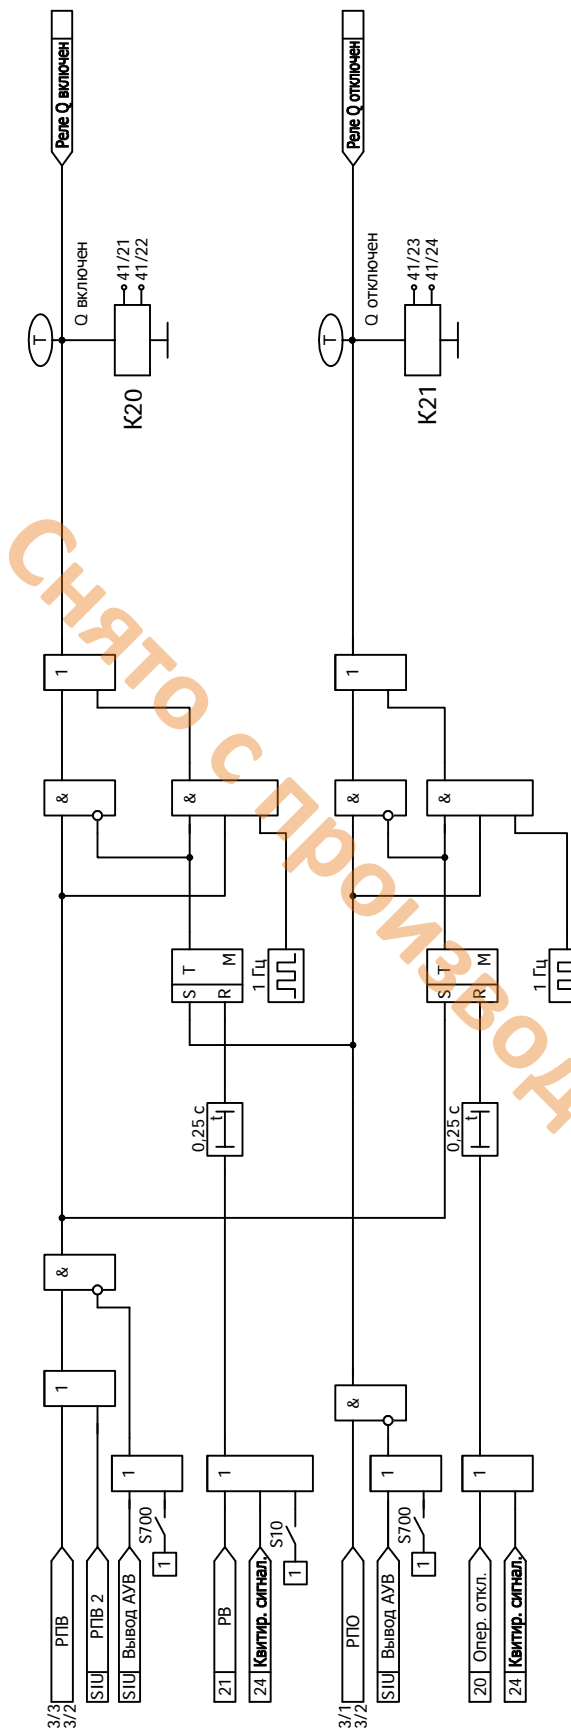 Реле Q включен
Реле Q отключен
Q включен
41/21
41/22
T
K20
Q отключен
41/23
41/24
T
K21
1
&
&
1
&
&
S T
R M
1 Гц
S T
R M
1 Гц
0,25 с
t
0,25 с
t
&
1
1
S700
1
1
S10
1
&
1
S700
1
1
3/3
3/2
РПВ
SIU РПВ 2
SIU Вывод АУВ
21 РВ
24 Квитир. сигнал.
3/1
3/2
РПО
SIU Вывод АУВ
20 Опер. откл.
24 Квитир. сигнал.
Снято с производ